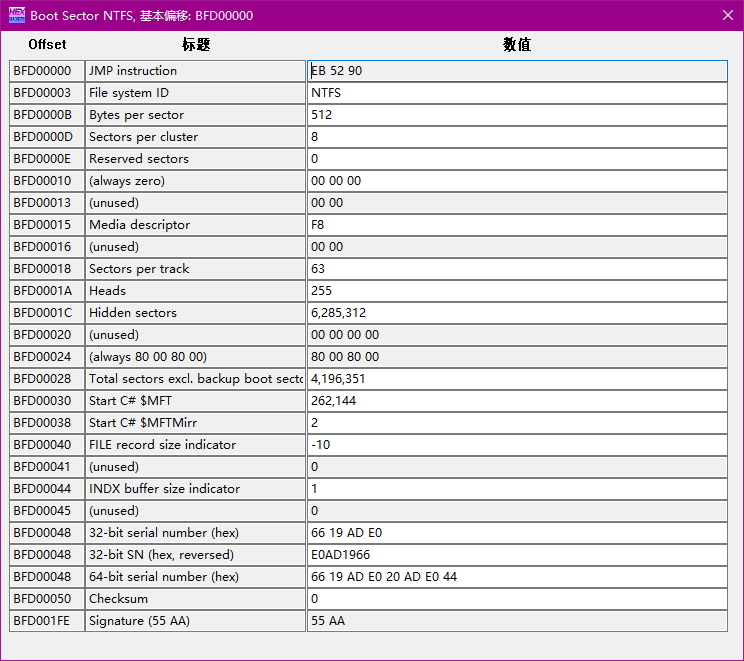 Boot Sector NTFS, 基本偏移: BFD00000
Offset 标题 数值
BFD00000 JMP instruction EB 52 90
BFD00003 File system ID NTFS
BFD0000B Bytes per sector 512
BFD0000D Sectors per cluster 8
BFD0000E Reserved sectors 0
BFD00010 (always zero) 00 00 00
BFD00013 (unused) 00 00
BFD00015 Media descriptor F8
BFD00016 (unused) 00 00
BFD00018 Sectors per track 63
BFD0001A Heads 255
BFD0001C Hidden sectors 6,285,312
BFD00020 (unused) 00 00 00 00
BFD00024 (always 80 00 80 00) 80 00 80 00
BFD00028 Total sectors excl. backup boot secto 4,196,351
BFD00030 Start C# $MFT 262,144
BFD00038 Start C# $MFTMirr 2
BFD00040 FILE record size indicator -10
BFD00041 (unused) 0
BFD00044 INDX buffer size indicator 1
BFD00045 (unused) 0
BFD00048 32-bit serial number (hex) 66 19 AD E0
BFD00048 32-bit SN (hex, reversed) E0AD1966
BFD00048 64-bit serial number (hex) 66 19 AD E0 20 AD E0 44
BFD00050 Checksum 0
BFD001FE Signature (55 AA) 55 AA